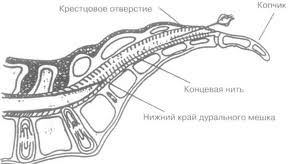 Крестцовое отверстие
Копчик
Концевая нить
Нижний край дурального мешка